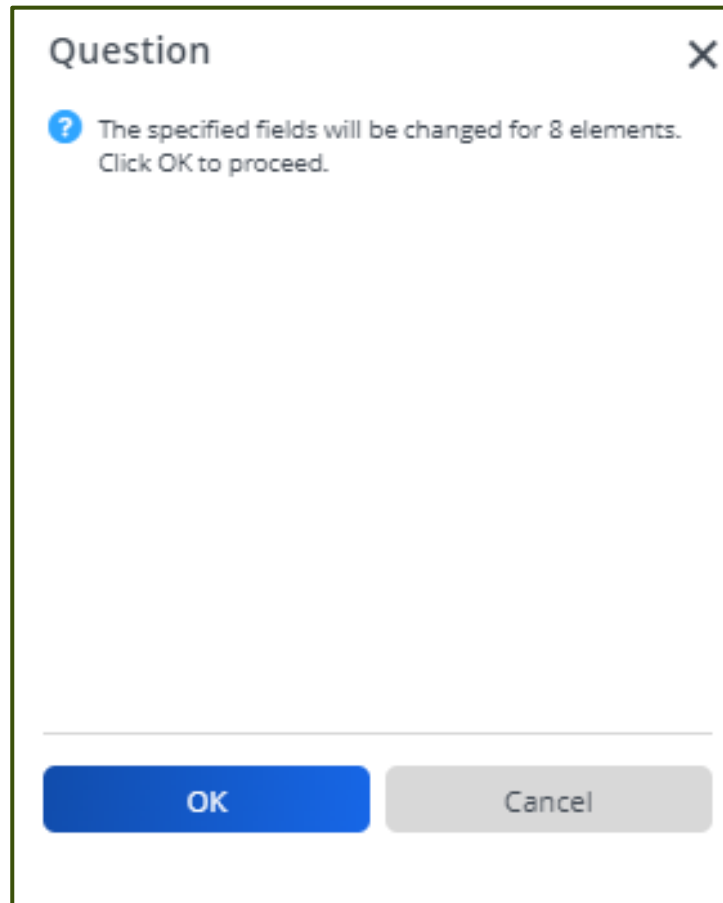 Question
The specified fields will be changed for 8 elements.
Click OK to proceed.
OK
Cancel